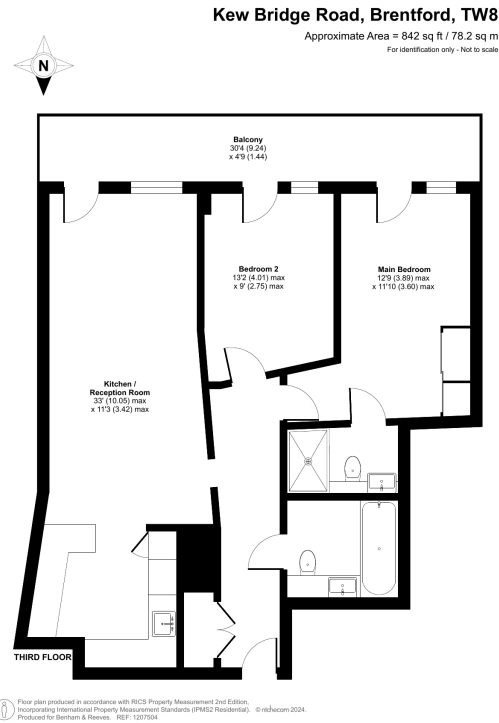 Kew Bridge Road, Brentford, TW8
Approximate Area = 842 sq ft / 78.2 sq m
For identification only - Not to scale
N
Balcony
30'4 (9.24)
x 4'9 (1.44)
Bedroom 2
13'2 (4.01) max
x 9' (2.75) max
Main Bedroom
12'9 (3.89) max
x 11'10 (3.60) max
Kitchen /
Reception Room
33' (10.05) max
x 11'3 (3.42) max
THIRD FLOOR
Floor plan produced in accordance with RICS Property Measurement 2nd Edition,
Incorporating International Property Measurement Standards (IPMS2 Residential). © nichecom 2024.
Produced for Benham & Reeves. REF: 1207504